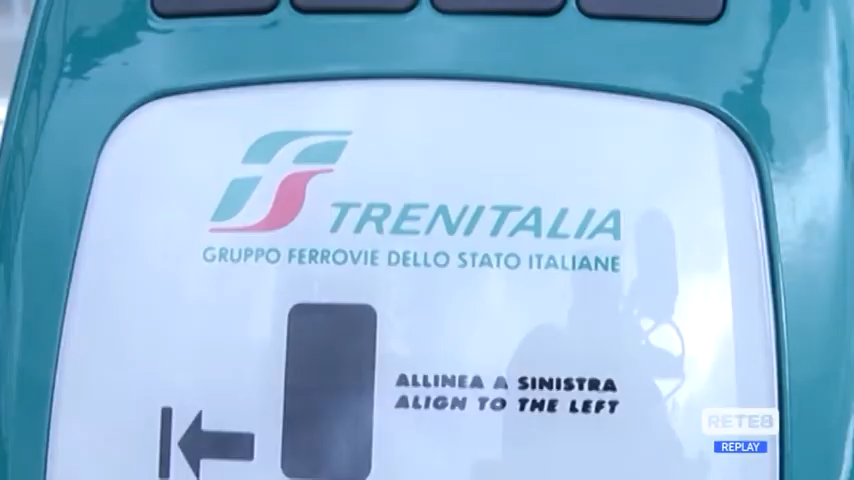 TRENITALIA
GRUPPO FERROVIE DELLO STATO ITALIANE
ALLINEA A SINISTRA
ALIGN TO THE LEFT
RETE8
REPLAY